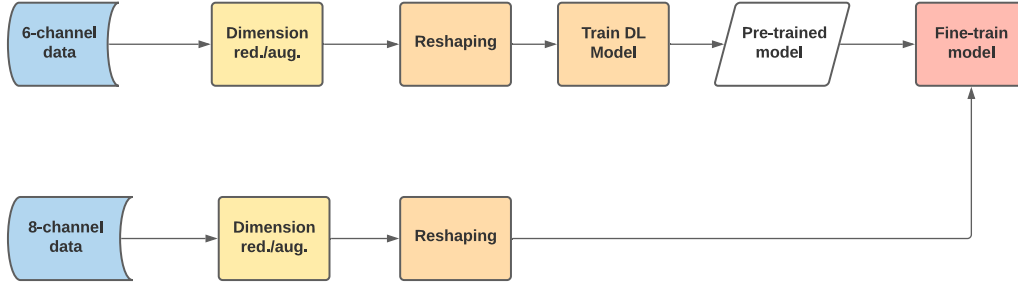 6-channel
data
Dimension
red./aug.
Reshaping
Train DL
Model
Pre-trained
model
Fine-train
model
8-channel
data
Dimension
red./aug.
Reshaping